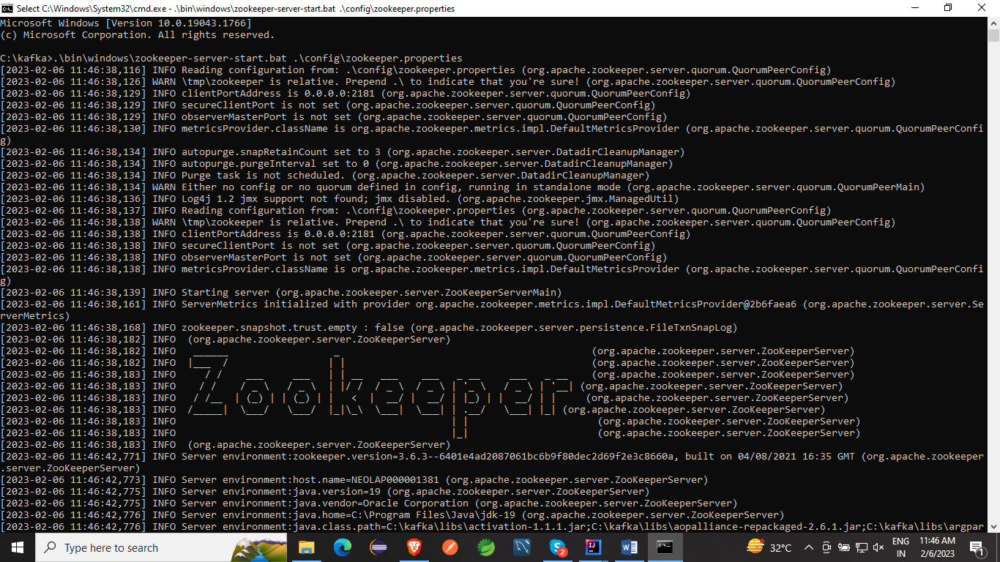 Select C:\Windows\System32\cmd.exe - .\bin\windows\zookeeper-server-start.bat .\config\zookeeper.properties
Microsoft Windows [Version 10.0.19043.1766]
(c) Microsoft Corporation. All rights reserved.
C:\kafka>.\bin\windows\zookeeper-server-start.bat .\config\zookeeper.properties
[2023-02-06 11:46:38,116] INFO Reading configuration from: .\config\zookeeper.properties (org.apache.zookeeper.server.quorum.QuorumPeerConfig)
[2023-02-06 11:46:38,126] WARN \tmp\zookeeper is relative. Prepend .\ to indicate that you're sure! (org.apache.zookeeper.server.quorum.QuorumPeerConfig)
[2023-02-06 11:46:38,129] INFO clientPortAddress is 0.0.0.0:2181 (org.apache.zookeeper.server.quorum.QuorumPeerConfig)
[2023-02-06 11:46:38,129] INFO secureClientPort is not set (org.apache.zookeeper.server.quorum.QuorumPeerConfig)
[2023-02-06 11:46:38,129] INFO observerMasterPort is not set (org.apache.zookeeper.server.quorum.QuorumPeerConfig)
[2023-02-06 11:46:38,130] INFO metricsProvider.className is org.apache.zookeeper.metrics.impl.DefaultMetricsProvider (org.apache.zookeeper.server.quorum.QuorumPeerConfi
g)
[2023-02-06 11:46:38,134] INFO autopurge.snapRetainCount set to 3 (org.apache.zookeeper.server.DatadirCleanupManager)
[2023-02-06 11:46:38,134] INFO autopurge.purgeInterval set to 0 (org.apache.zookeeper.server.DatadirCleanupManager)
[2023-02-06 11:46:38,134] INFO Purge task is not scheduled. (org.apache.zookeeper.server.DatadirCleanupManager)
[2023-02-06 11:46:38,134] WARN Either no config or no quorum defined in config, running in standalone mode (org.apache.zookeeper.server.quorum.QuorumPeerMain)
[2023-02-06 11:46:38,136] INFO Log4j 1.2 jmx support not found; jmx disabled. (org.apache.zookeeper.jmx.ManagedUtil)
[2023-02-06 11:46:38,137] INFO Reading configuration from: .\config\zookeeper.properties (org.apache.zookeeper.server.quorum.QuorumPeerConfig)
[2023-02-06 11:46:38,138] WARN \tmp\zookeeper is relative. Prepend .\ to indicate that you're sure! (org.apache.zookeeper.server.quorum.QuorumPeerConfig)
[2023-02-06 11:46:38,138] INFO clientPortAddress is 0.0.0.0:2181 (org.apache.zookeeper.server.quorum.QuorumPeerConfig)
[2023-02-06 11:46:38,138] INFO secureClientPort is not set (org.apache.zookeeper.server.quorum.QuorumPeerConfig)
[2023-02-06 11:46:38,138] INFO observerMasterPort is not set (org.apache.zookeeper.server.quorum.QuorumPeerConfig)
[2023-02-06 11:46:38,138] INFO metricsProvider.className is org.apache.zookeeper.metrics.impl.DefaultMetricsProvider (org.apache.zookeeper.server.quorum.QuorumPeerConfi
g)
[2023-02-06 11:46:38,139] INFO Starting server (org.apache.zookeeper.server.ZooKeeperServerMain)
[2023-02-06 11:46:38,161] INFO ServerMetrics initialized with provider org.apache.zookeeper.metrics.impl.DefaultMetricsProvider@2b6faea6 (org.apache.zookeeper.server.Se
rverMetrics)
[2023-02-06 11:46:38,168] INFO zookeeper.snapshot.trust.empty : false (org.apache.zookeeper.server.persistence.FileTxnSnapLog)
[2023-02-06 11:46:38,182] INFO  (org.apache.zookeeper.server.ZooKeeperServer)
[2023-02-06 11:46:38,182] INFO   ______                  _                                           (org.apache.zookeeper.server.ZooKeeperServer)
[2023-02-06 11:46:38,182] INFO  |___  /                 | |                                          (org.apache.zookeeper.server.ZooKeeperServer)
[2023-02-06 11:46:38,183] INFO     / /    ___    ___    | | __   ___    ___    _ __     ___   _ __   (org.apache.zookeeper.server.ZooKeeperServer)
[2023-02-06 11:46:38,183] INFO    / /    / _ \  / _ \   | |/ /  / _ \  / _ \  | '_ \   / _ \ | '__| (org.apache.zookeeper.server.ZooKeeperServer)
[2023-02-06 11:46:38,183] INFO   / /__  | (_) | | (_) | |   <  |  __/ |  __/  | |_) | |  __/ | |     (org.apache.zookeeper.server.ZooKeeperServer)
[2023-02-06 11:46:38,183] INFO  /_____|  \___/   \___/  |_|\_\  \___|  \___|  | .__/   \___| |_| (org.apache.zookeeper.server.ZooKeeperServer)
[2023-02-06 11:46:38,183] INFO                                               | |                      (org.apache.zookeeper.server.ZooKeeperServer)
[2023-02-06 11:46:38,183] INFO                                               |_|                      (org.apache.zookeeper.server.ZooKeeperServer)
[2023-02-06 11:46:38,183] INFO  (org.apache.zookeeper.server.ZooKeeperServer)
[2023-02-06 11:46:42,771] INFO Server environment:zookeeper.version=3.6.3--6401e4ad2087061bc6b9f80dec2d69f2e3c8660a, built on 04/08/2021 16:35 GMT (org.apache.zookeeper
.server.ZooKeeperServer)
[2023-02-06 11:46:42,773] INFO Server environment:host.name=NEOLAP000001381 (org.apache.zookeeper.server.ZooKeeperServer)
[2023-02-06 11:46:42,775] INFO Server environment:java.version=19 (org.apache.zookeeper.server.ZooKeeperServer)
[2023-02-06 11:46:42,775] INFO Server environment:java.vendor=Oracle Corporation (org.apache.zookeeper.server.ZooKeeperServer)
[2023-02-06 11:46:42,776] INFO Server environment:java.home=C:\Program Files\Java\jdk-19 (org.apache.zookeeper.server.ZooKeeperServer)
[2023-02-06 11:46:42,776] INFO Server environment:java.class.path=C:\kafka\libs\activation-1.1.1.jar;C:\kafka\libs\aopalliance-repackaged-2.6.1.jar;C:\kafka\libs\argpar
Type here to search
2
32°C
ENG
IN
11:46 AM
2/6/2023
1